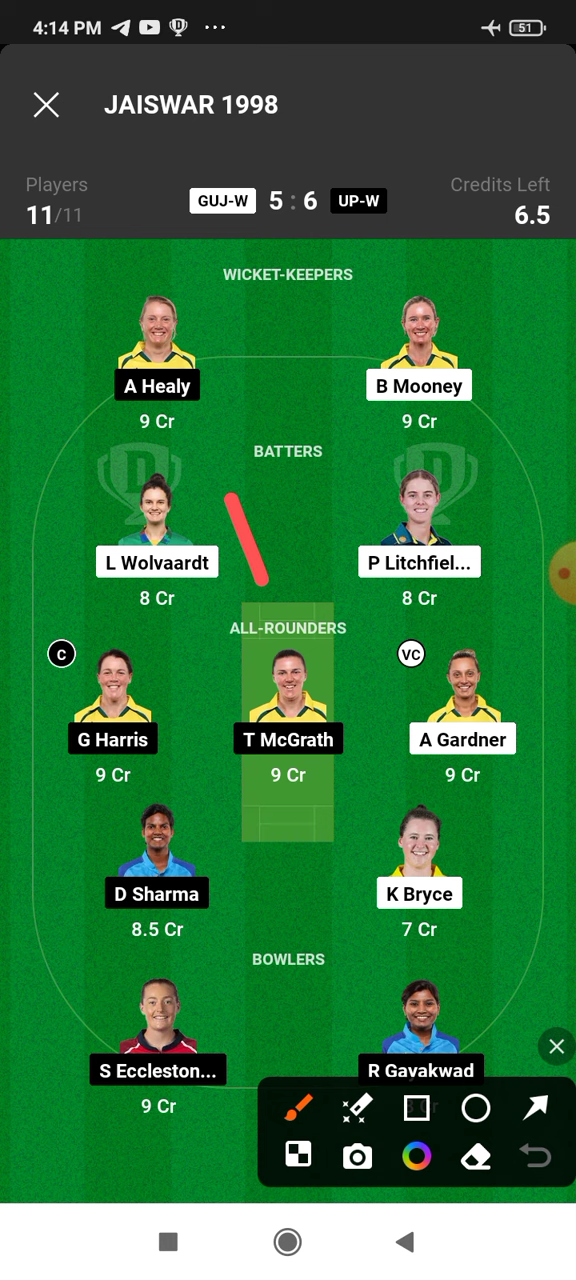 4:14 PM
51
JAISWAR 1998
Players
Credits Left
11/11
GUJ-W 5 : 6 UP-W
6.5
WICKET-KEEPERS
A Healy
B Mooney
9 Cr
9 Cr
BATTERS
L Wolvaardt
P Litchfiel...
8 Cr
8 Cr
ALL-ROUNDERS
C
VC
G Harris
T McGrath
A Gardner
9 Cr
9 Cr
9 Cr
D Sharma
K Bryce
8.5 Cr
7 Cr
BOWLERS
S Eccleston...
R Gayakwad
9 Cr